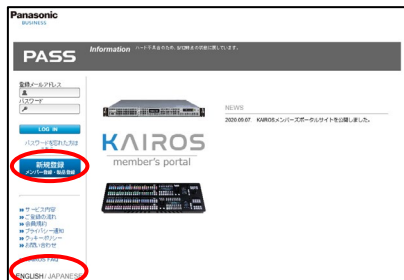 Panasonic
BUSINESS
PASS
Information
登録メールアドレス
パスワード
LOG IN
パスワードを忘れた方は
新規登録
メンバー登録・製品登録
サービス内容
ご登録の流れ
会員規約
プライバシー通知
クッキーポリシー
お問い合わせ
ENGLISH / JAPANESE
KAIROS
member's portal
NEWS
2020.09.07 KAIROSメンバーズポータルサイトを公開しました。